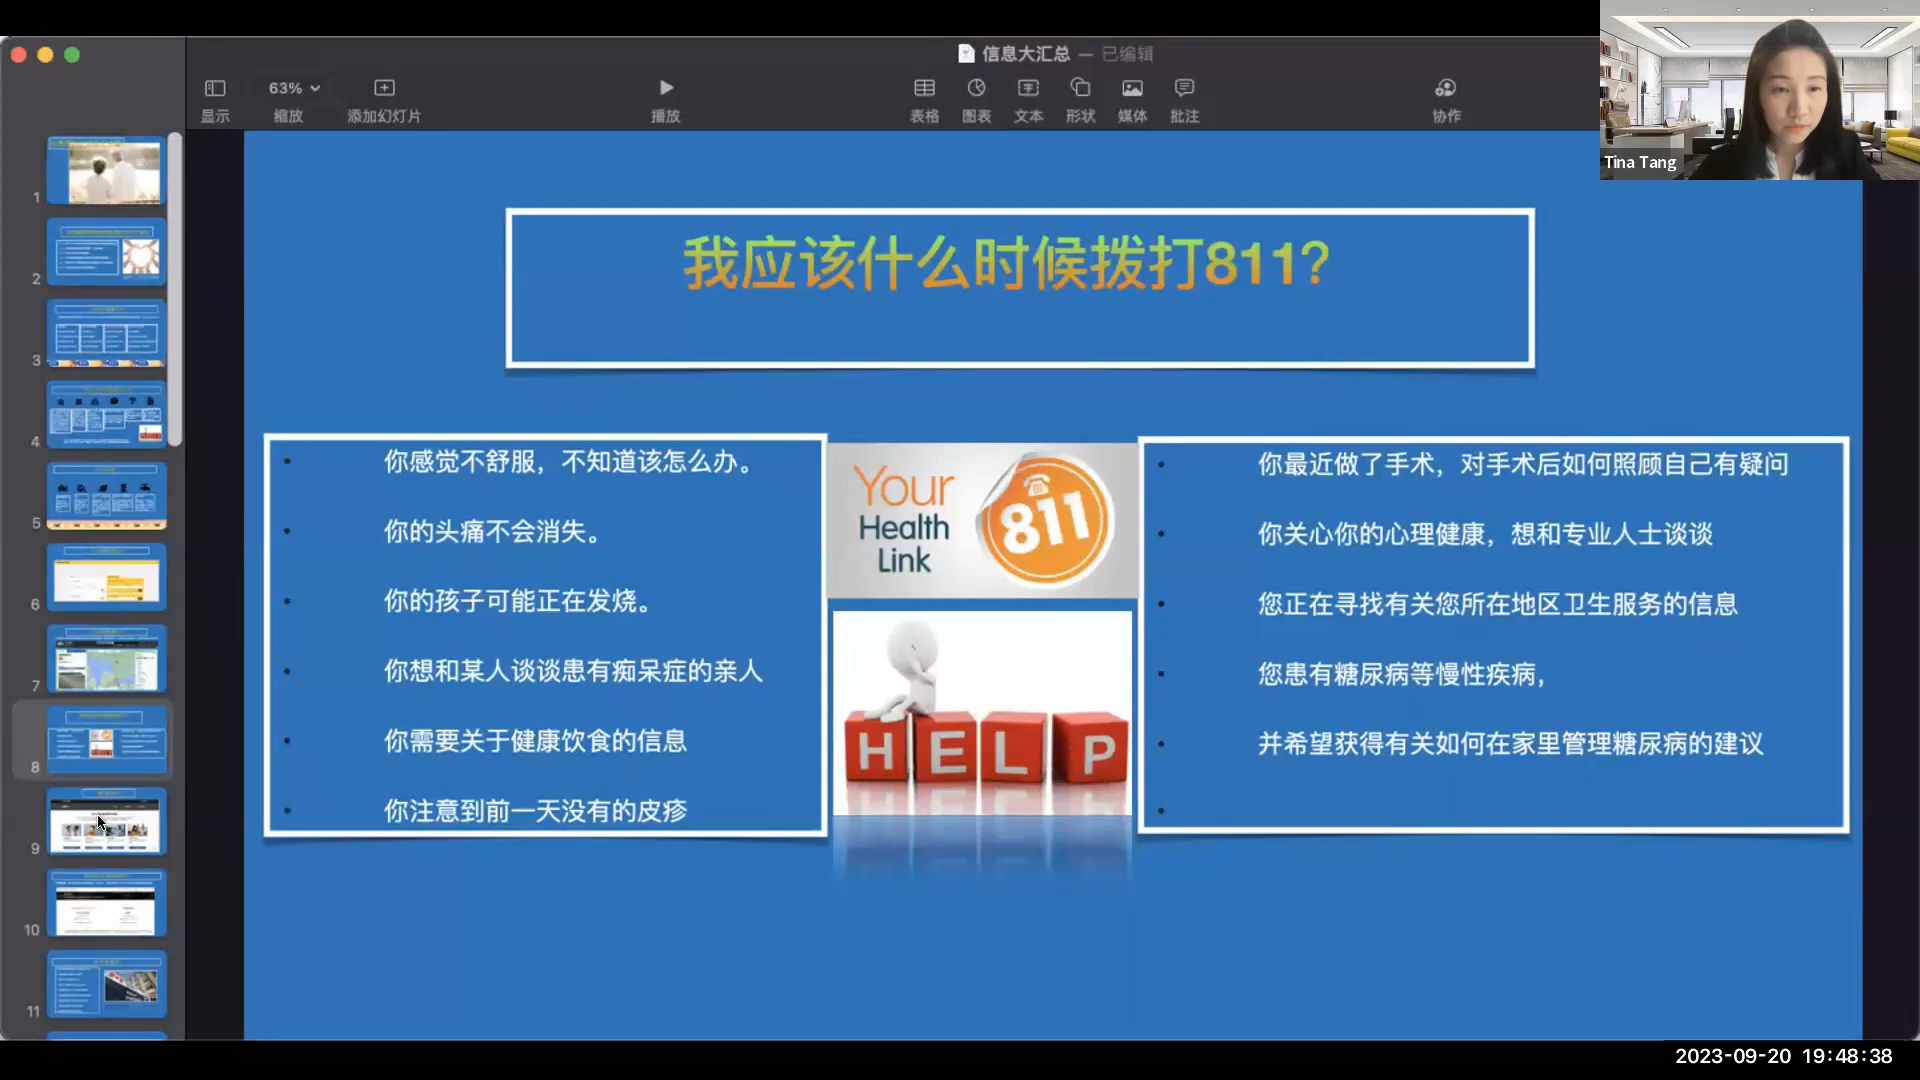 信息大汇总 — 已编辑
63%
显示
缩放
添加幻灯片
播放
表格
图表
文本
形状
媒体
批注
协作
Tina Tang
1
2
3
4
5
6
7
8
9
10
11
我应该什么时候拨打811?
你感觉不舒服，不知道该怎么办。
你的头痛不会消失。
你的孩子可能正在发烧。
你想和某人谈谈患有痴呆症的亲人
你需要关于健康饮食的信息
你注意到前一天没有的皮疹
Your
Health
Link
811
HELP
你最近做了手术，对手术后如何照顾自己有疑问
你关心你的心理健康，想和专业人士谈谈
您正在寻找有关您所在地区卫生服务的信息
您患有糖尿病等慢性疾病，
并希望获得有关如何在家里管理糖尿病的建议
2023-09-20 19:48:38